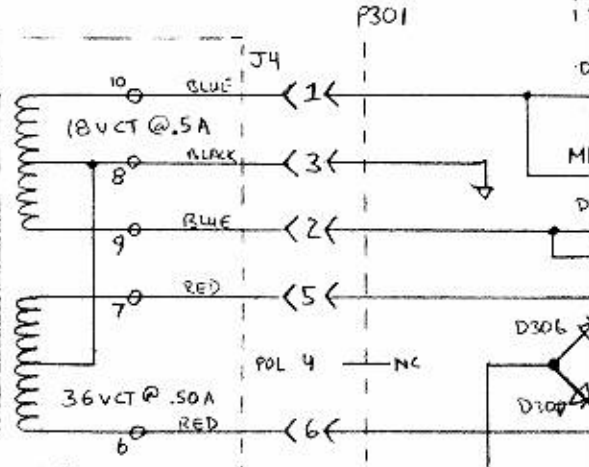 P301
J4
10 BLUE 1
18VCT @ .5A
8 BLACK 3
9 BLUE 2
7 RED 5
D306
POL 4 NC
36VCT @ .50A
6 RED 6